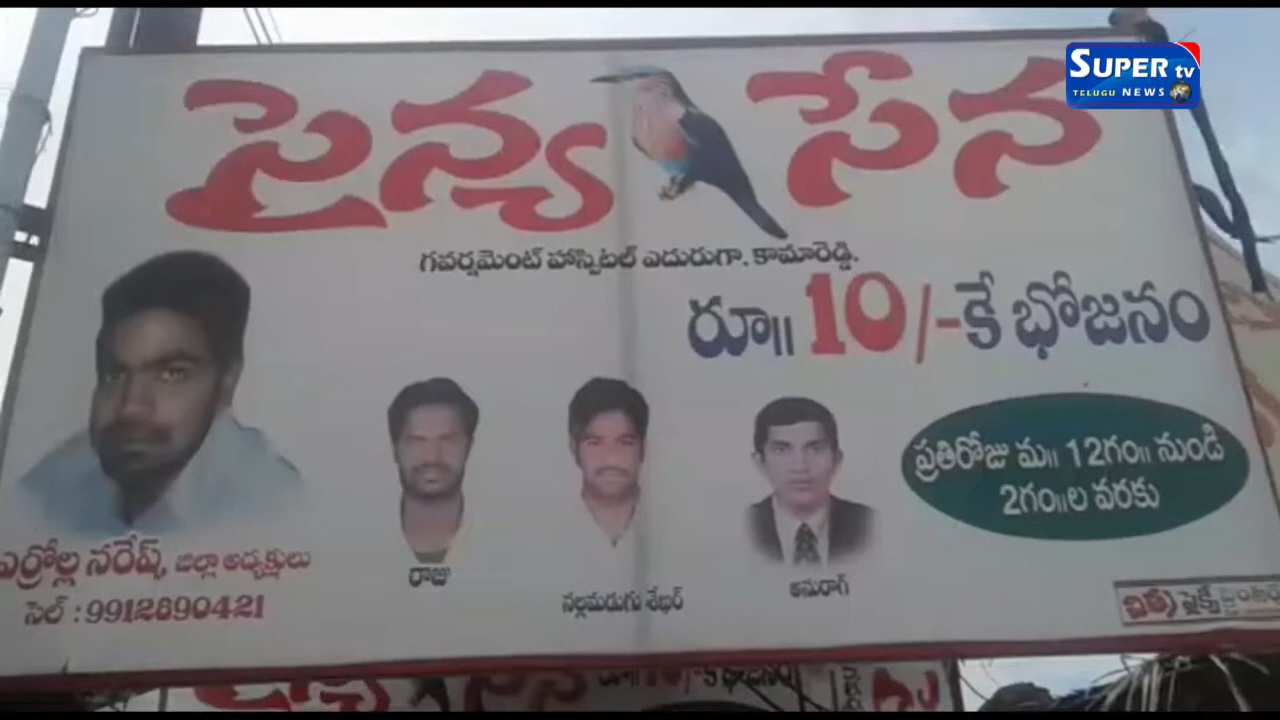 SUPER tv
TELUGU NEWS
సైన్య సేన
గవర్నమెంట్ హాస్పిటల్ ఎదురుగా, కామారెడ్డి.
రూ॥ 10/-కే భోజనం
ప్రతిరోజు మ॥ 12గం॥ నుండి
2గం॥ల వరకు
ఎర్రోల్ల నరేష్, జిల్లా అధ్యక్షులు
సెల్ : 9912890421
రాజు
నల్లమడుగు శేఖర్
అనురాగ్